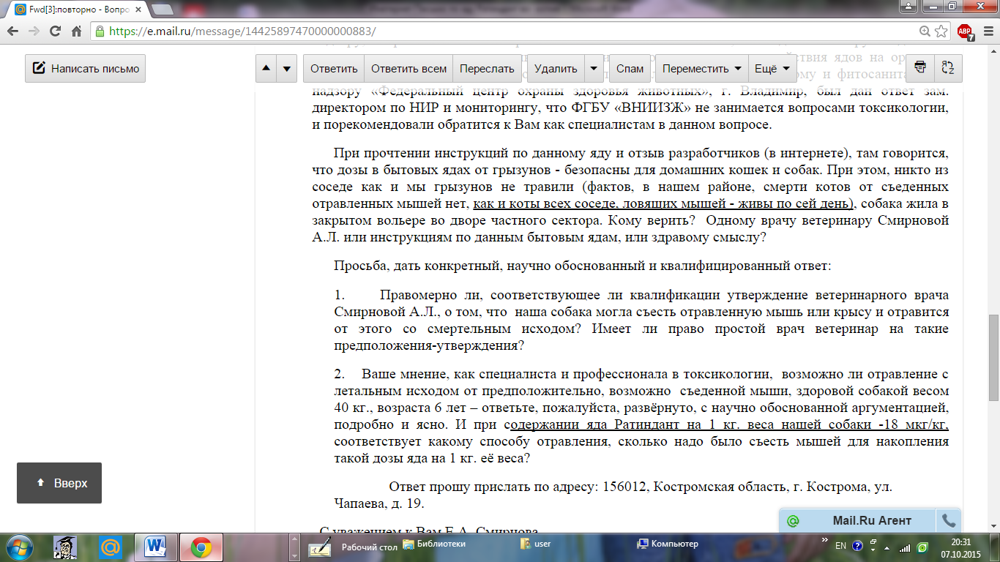 Fwd[3]:повторно - Вопро
https://e.mail.ru/message/14425897470000000883/
ABP
7
Написать письмо
Ответить
Ответить всем
Переслать
Удалить
Спам
Переместить
Ещё
ствия ядов на ор
ому и фитосанита
надзору «Федеральный центр охраны здоровья животных», г. Владимир, был дан ответ зам.
директором по НИР и мониторингу, что ФГБУ «ВНИИЗЖ» не занимается вопросами токсикологии,
и порекомендовали обратится к Вам как специалистам в данном вопросе.
При прочтении инструкций по данному яду и отзыв разработчиков (в интернете), там говорится,
что дозы в бытовых ядах от грызунов - безопасны для домашних кошек и собак. При этом, никто из
соседе как и мы грызунов не травили (фактов, в нашем районе, смерти котов от съеденных
отравленных мышей нет, как и коты всех соседе, ловящих мышей - живы по сей день), собака жила в
закрытом вольере во дворе частного сектора. Кому верить? Одному врачу ветеринару Смирновой
А.Л. или инструкциям по данным бытовым ядам, или здравому смыслу?
Просьба, дать конкретный, научно обоснованный и квалифицированный ответ:
1. Правомерно ли, соответствующее ли квалификации утверждение ветеринарного врача
Смирновой А.Л., о том, что наша собака могла съесть отравленную мышь или крысу и отравится
от этого со смертельным исходом? Имеет ли право простой врач ветеринар на такие
предположения-утверждения?
2. Ваше мнение, как специалиста и профессионала в токсикологии, возможно ли отравление с
летальным исходом от предположительно, возможно съеденной мыши, здоровой собакой весом
40 кг., возраста 6 лет – ответьте, пожалуйста, развёрнуто, с научно обоснованной аргументацией,
подробно и ясно. И при содержании яда Ратиндант на 1 кг. веса нашей собаки -18 мкг/кг,
соответствует какому способу отравления, сколько надо было съесть мышей для накопления
такой дозы яда на 1 кг. её веса?
Ответ прошу прислать по адресу: 156012, Костромская область, г. Кострома, ул.
Чапаева, д. 19.
С уважением к Вам Е.А. Смирнова
Вверх
Mail.Ru Агент
Рабочий стол
Библиотеки
user
Компьютер
EN
20:31
07.10.2015